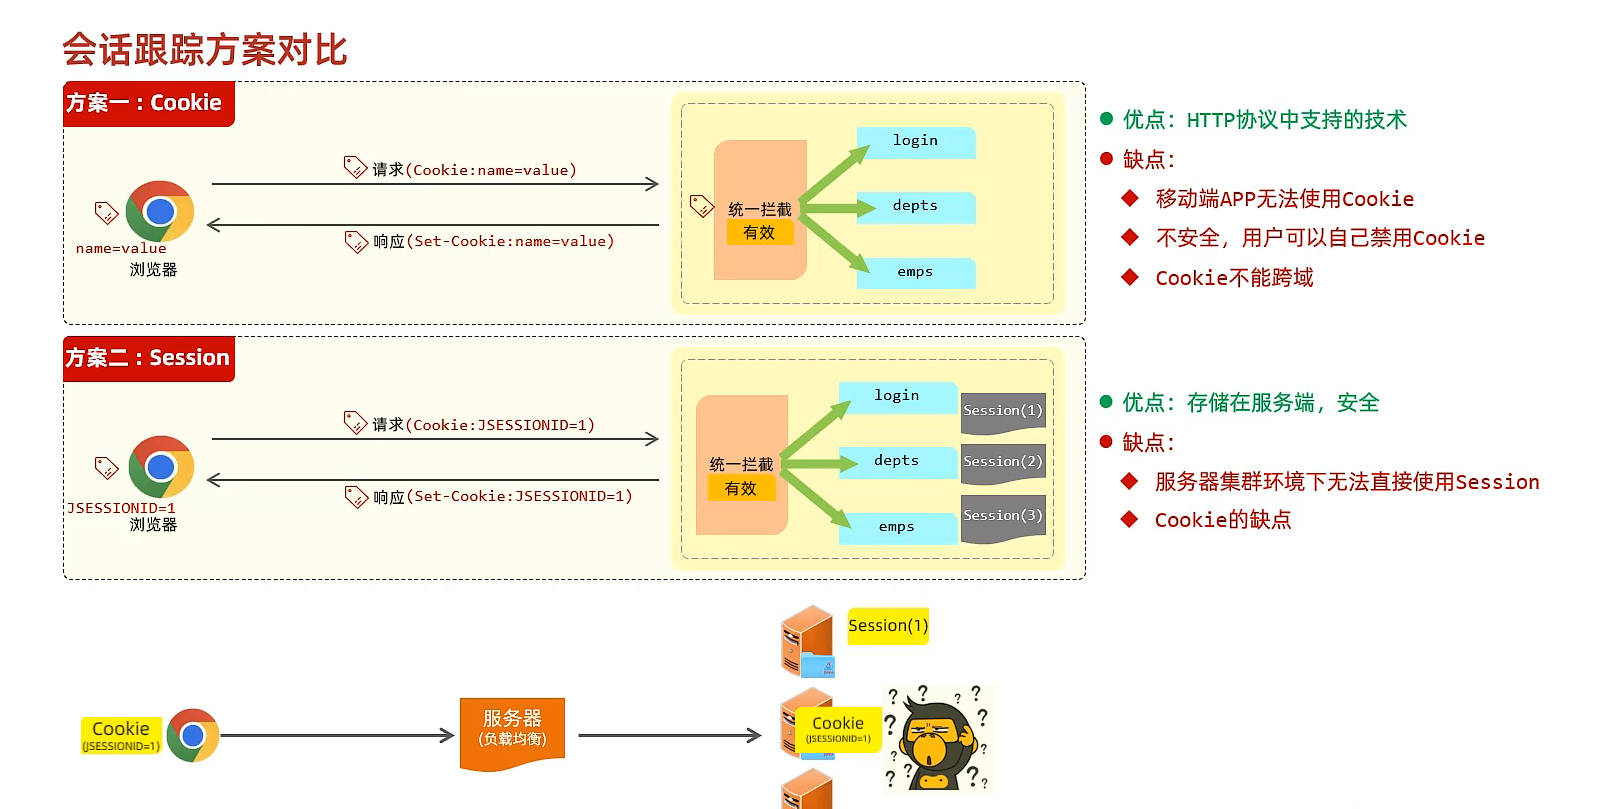 会话跟踪方案对比
方案一：Cookie
请求(Cookie:name=value)
响应(Set-Cookie:name=value)
name=value
浏览器
统一拦截
有效
login
depts
emps
优点：HTTP协议中支持的技术
缺点：
移动端APP无法使用Cookie
不安全，用户可以自己禁用Cookie
Cookie不能跨域
方案二：Session
请求(Cookie:JSESSIONID=1)
响应(Set-Cookie:JSESSIONID=1)
JSESSIONID=1
浏览器
统一拦截
有效
login
depts
emps
Session(1)
Session(2)
Session(3)
优点：存储在服务端，安全
缺点：
服务器集群环境下无法直接使用Session
Cookie的缺点
Cookie
(JSESSIONID=1)
服务器
(负载均衡)
Session(1)
Cookie
(JSESSIONID=1)
? ? ? ? ? ? ? ? ? ? ?